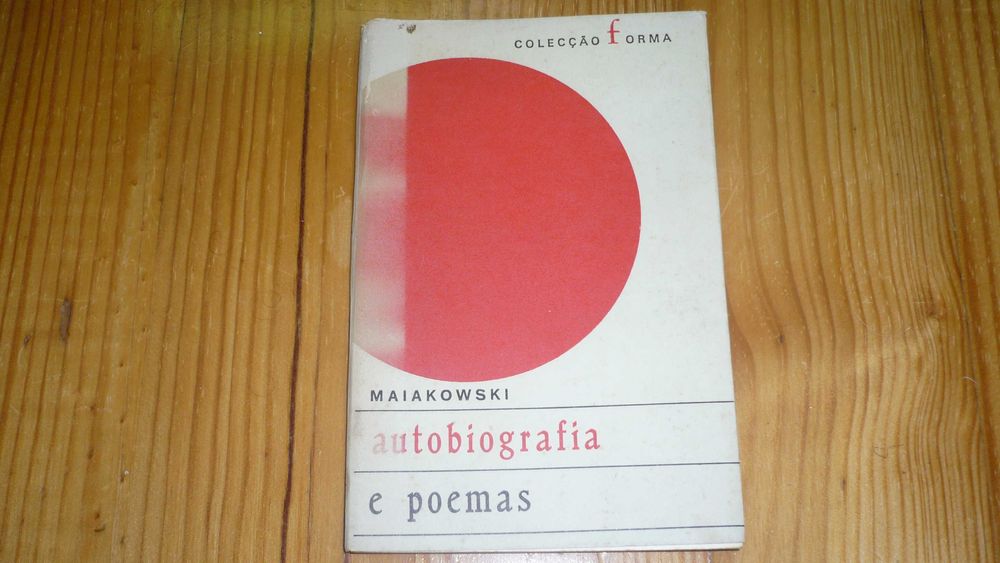 COLECÇÃO fORMA
MAIAKOWSKI
autobiografia
e poemas